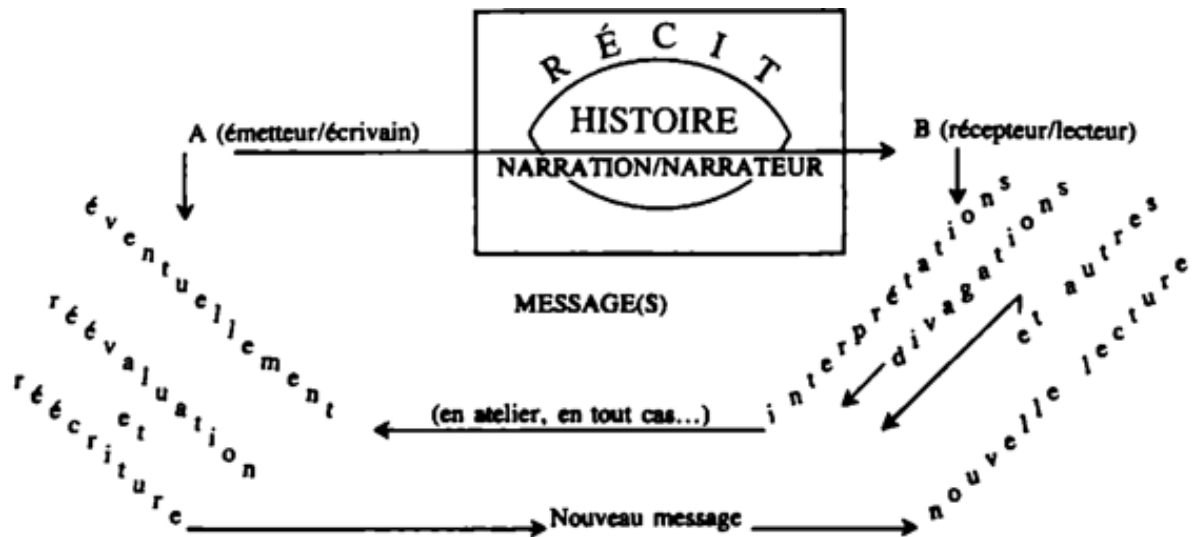 RÉCIT
HISTOIRE
A (émetteur/écrivain)
B (récepteur/lecteur)
NARRATION/NARRATEUR
MESSAGE(S)
éventuellement
réévaluation
et
réécriture
interprétations
divagations
et autres
nouvelle lecture
(en atelier, en tout cas...)
Nouveau message